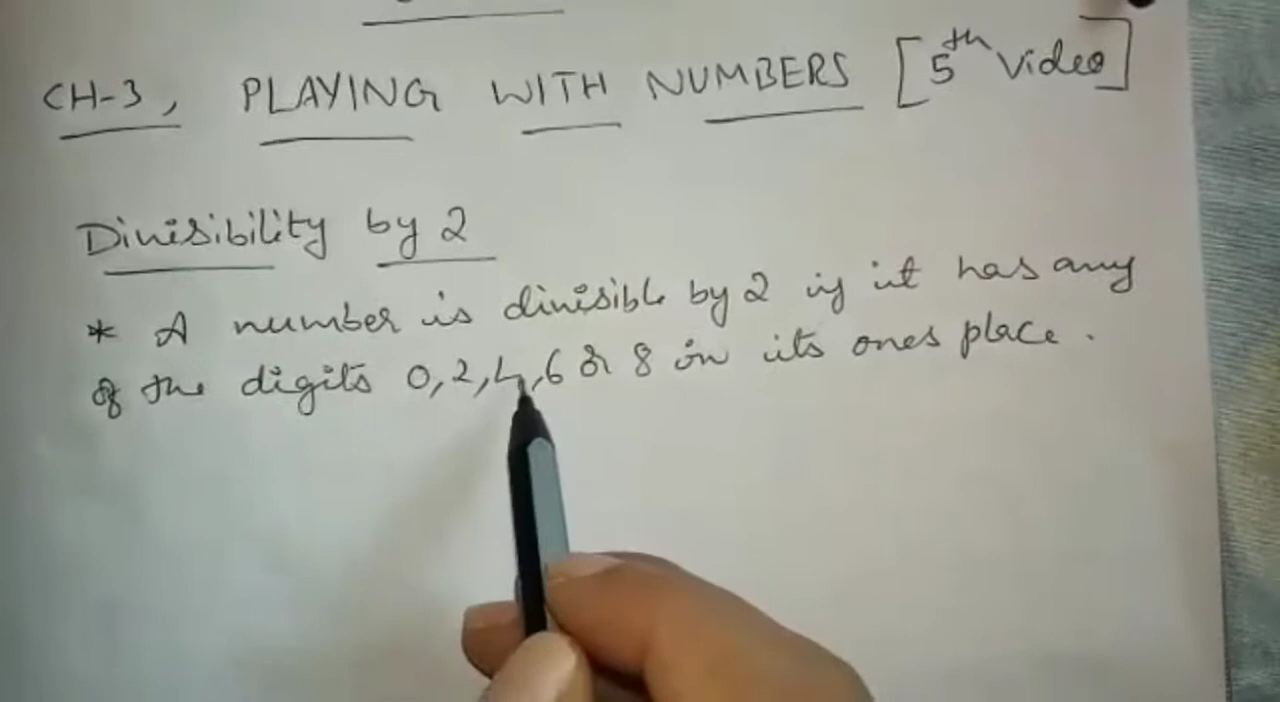 CH-3, PLAYING WITH NUMBERS [5th Video]
Divisibility by 2
* A number is divisible by 2 if it has any
of the digits 0, 2, 4, 6 or 8 in its ones place.